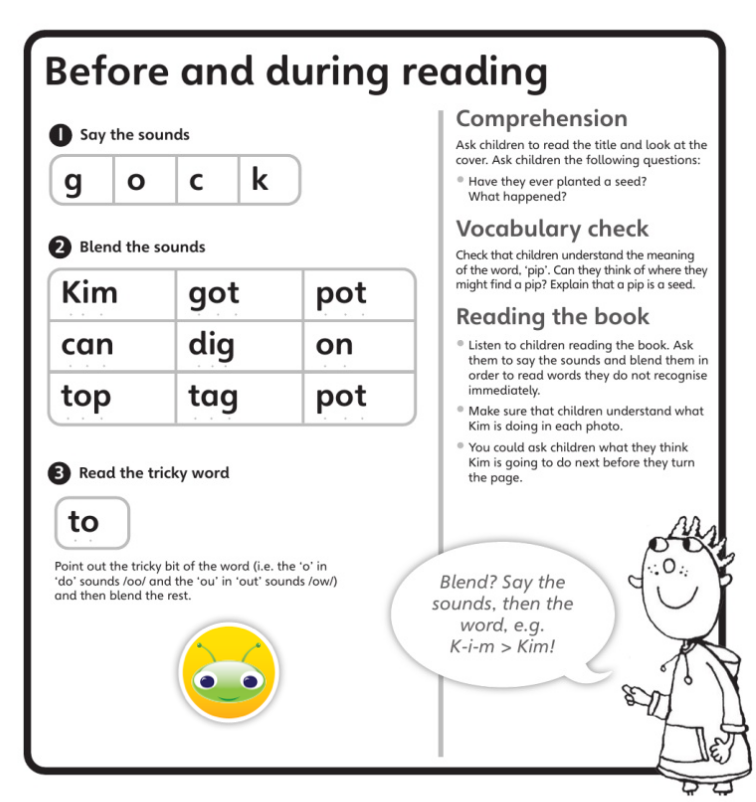 Before and during reading
1 Say the sounds
g o c k
2 Blend the sounds
Kim got pot
can dig on
top tag pot
3 Read the tricky word
to
Point out the tricky bit of the word (i.e. the 'o' in
'do' sounds /oo/ and the 'ou' in 'out' sounds /ow/)
and then blend the rest.
Comprehension
Ask children to read the title and look at the
cover. Ask children the following questions:
• Have they ever planted a seed?
What happened?
Vocabulary check
Check that children understand the meaning
of the word, 'pip'. Can they think of where they
might find a pip? Explain that a pip is a seed.
Reading the book
• Listen to children reading the book. Ask
them to say the sounds and blend them in
order to read words they do not recognise
immediately.
• Make sure that children understand what
Kim is doing in each photo.
• You could ask children what they think
Kim is going to do next before they turn
the page.
Blend? Say the
sounds, then the
word, e.g.
K-i-m > Kim!